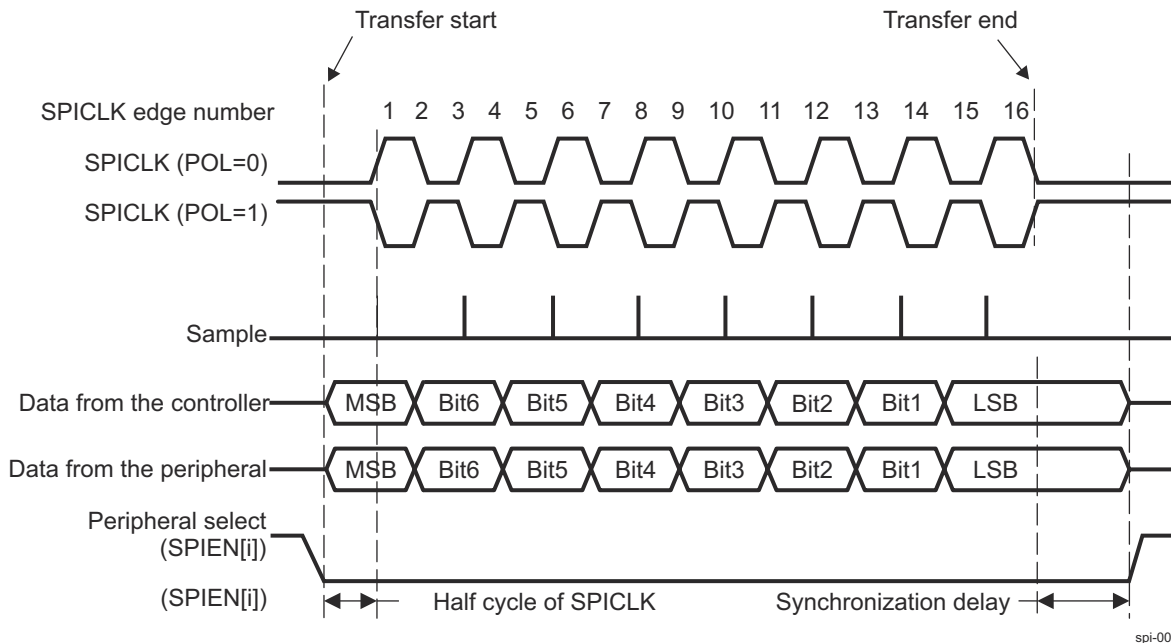 Transfer start
Transfer end
SPICLK edge number 1 2 3 4 5 6 7 8 9 10 11 12 13 14 15 16
SPICLK (POL=0)
SPICLK (POL=1)
Sample
Data from the controller MSB Bit6 Bit5 Bit4 Bit3 Bit2 Bit1 LSB
Data from the peripheral MSB Bit6 Bit5 Bit4 Bit3 Bit2 Bit1 LSB
Peripheral select
(SPIEN[i])
(SPIEN[i]) Half cycle of SPICLK Synchronization delay
spi-00